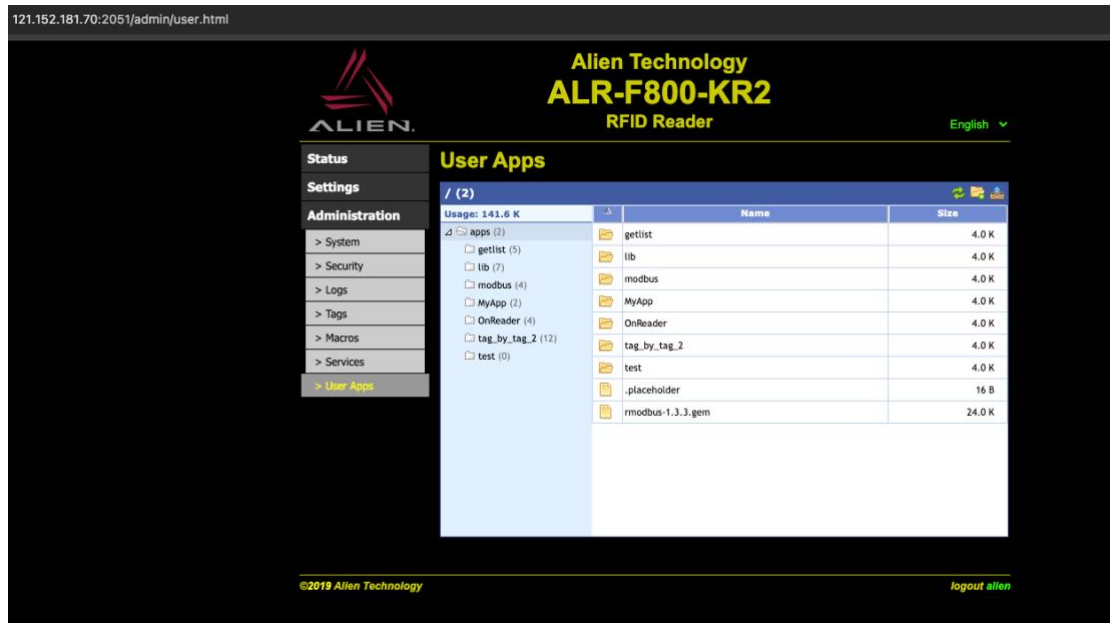 121.152.181.70:2051/admin/user.html
ALIEN.
Alien Technology
ALR-F800-KR2
RFID Reader
English
Status
Settings
Administration
> System
> Security
> Logs
> Tags
> Macros
> Services
> User Apps
User Apps
/ (2)
Usage: 141.6 K
apps (2)
getlist (5)
lib (7)
modbus (4)
MyApp (2)
OnReader (4)
tag_by_tag_2 (12)
test (0)
Name Size
getlist 4.0 K
lib 4.0 K
modbus 4.0 K
MyApp 4.0 K
OnReader 4.0 K
tag_by_tag_2 4.0 K
test 4.0 K
.placeholder 16 B
rmodbus-1.3.3.gem 24.0 K
©2019 Alien Technology
logout alien